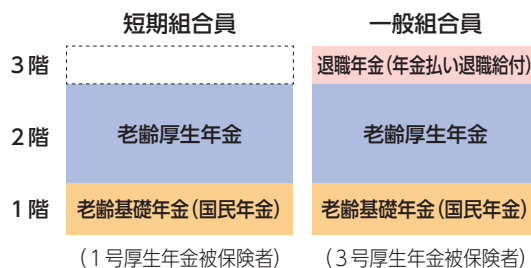 短期組合員 一般組合員
3階 退職年金(年金払い退職給付)
2階 老齢厚生年金 老齢厚生年金
1階 老齢基礎年金(国民年金) 老齢基礎年金(国民年金)
(1号厚生年金被保険者) (3号厚生年金被保険者)